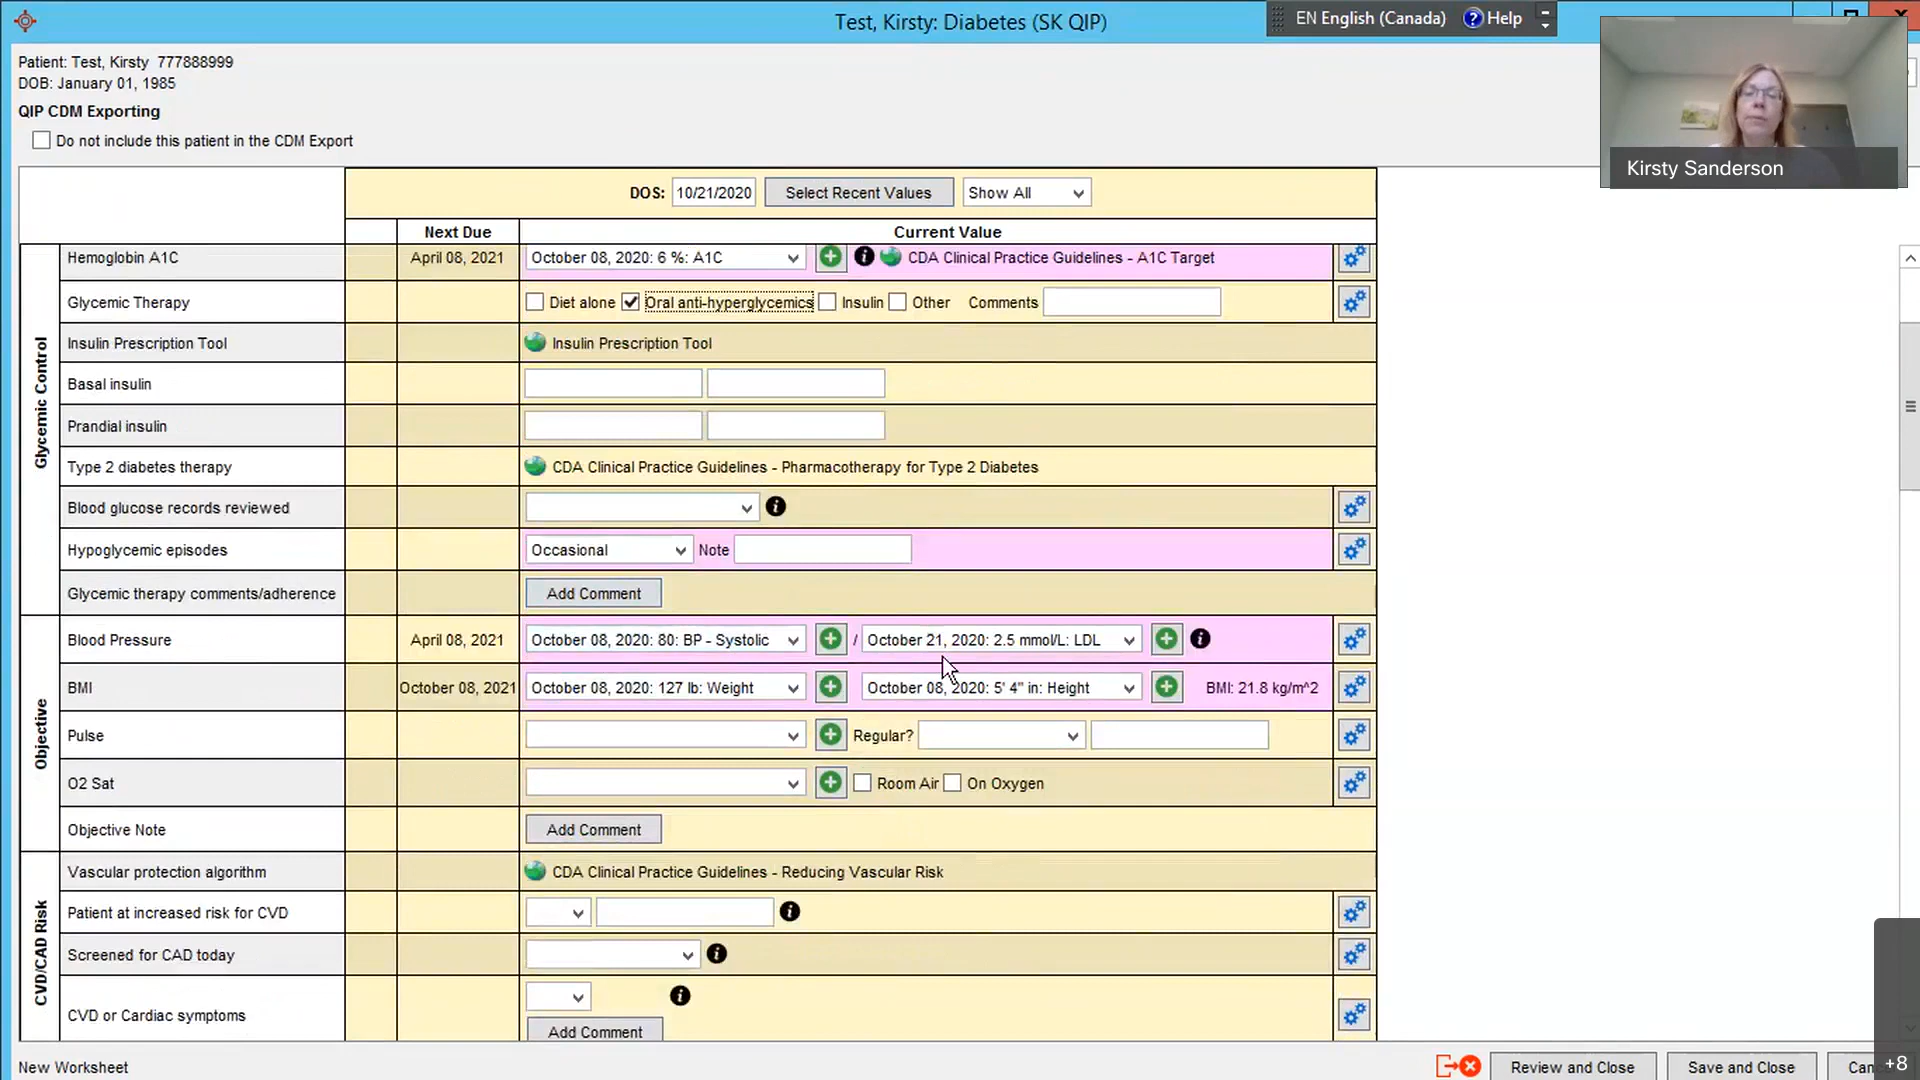 Test, Kirsty: Diabetes (SK QIP)
EN English (Canada) Help
Patient: Test, Kirsty 777888999
DOB: January 01, 1985
QIP CDM Exporting
Do not include this patient in the CDM Export
Kirsty Sanderson
DOS: 10/21/2020 Select Recent Values Show All
Next Due Current Value
Glycemic Control
Hemoglobin A1C April 08, 2021 October 08, 2020: 6 %: A1C CDA Clinical Practice Guidelines - A1C Target
Glycemic Therapy Diet alone Oral anti-hyperglycemics Insulin Other Comments
Insulin Prescription Tool Insulin Prescription Tool
Basal insulin
Prandial insulin
Type 2 diabetes therapy CDA Clinical Practice Guidelines - Pharmacotherapy for Type 2 Diabetes
Blood glucose records reviewed
Hypoglycemic episodes Occasional Note
Glycemic therapy comments/adherence Add Comment
Objective
Blood Pressure April 08, 2021 October 08, 2020: 80: BP - Systolic / October 21, 2020: 2.5 mmol/L: LDL
BMI October 08, 2021 October 08, 2020: 127 lb: Weight October 08, 2020: 5' 4" in: Height BMI: 21.8 kg/m^2
Pulse Regular?
O2 Sat Room Air On Oxygen
Objective Note Add Comment
CVD/CAD Risk
Vascular protection algorithm CDA Clinical Practice Guidelines - Reducing Vascular Risk
Patient at increased risk for CVD
Screened for CAD today
CVD or Cardiac symptoms
Add Comment
New Worksheet Review and Close Save and Close Can +8